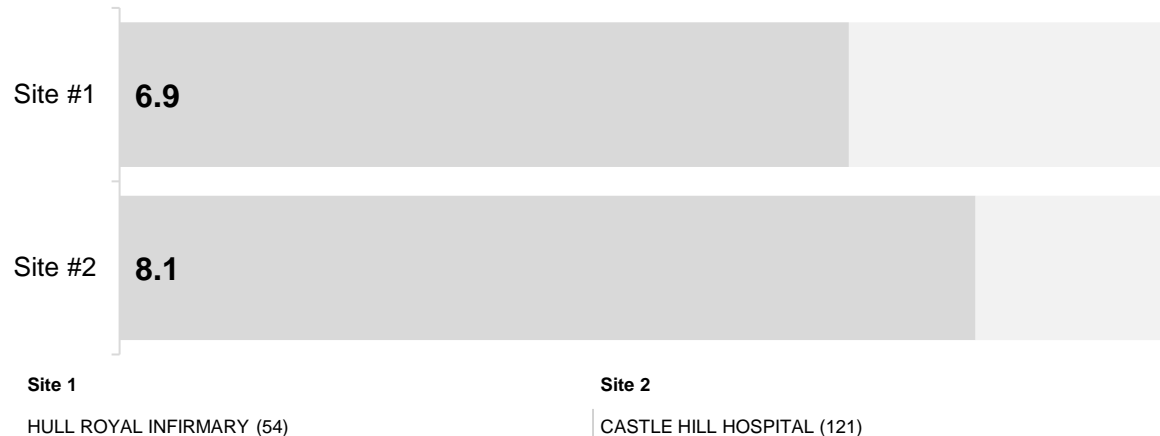 Site #1 6.9
Site #2 8.1
Site 1 Site 2
HULL ROYAL INFIRMARY (54) CASTLE HILL HOSPITAL (121)